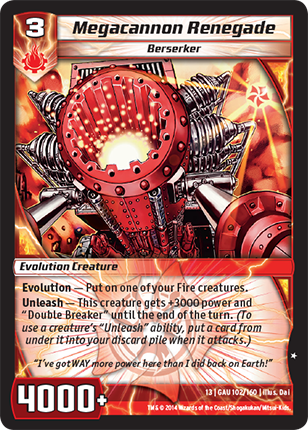 3
Megacannon Renegade
Berserker
Evolution Creature
Evolution — Put on one of your Fire creatures.
Unleash — This creature gets +3000 power and
"Double Breaker" until the end of the turn. (To
use a creature's "Unleash" ability, put a card from
under it into your discard pile when it attacks.)
"I've got WAY more power here than I did back on Earth!"
13 | GAU 102/160 | illus. Dai
4000+
TM& © 2014 Wizards of the Coast/Shogakukan/Mitsui-Kids.